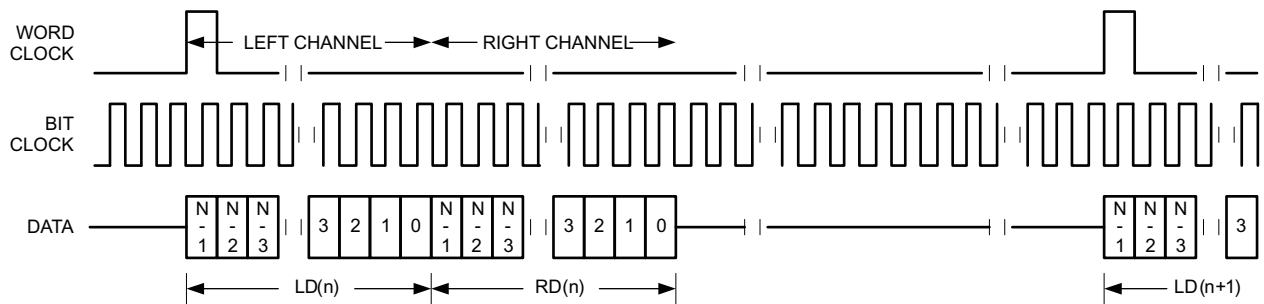 WORD
CLOCK
LEFT CHANNEL
RIGHT CHANNEL
BIT
CLOCK
DATA
N-1
N-2
N-3
3
2
1
0
N-1
N-2
N-3
3
2
1
0
N-1
N-2
N-3
3
LD(n)
RD(n)
LD(n+1)